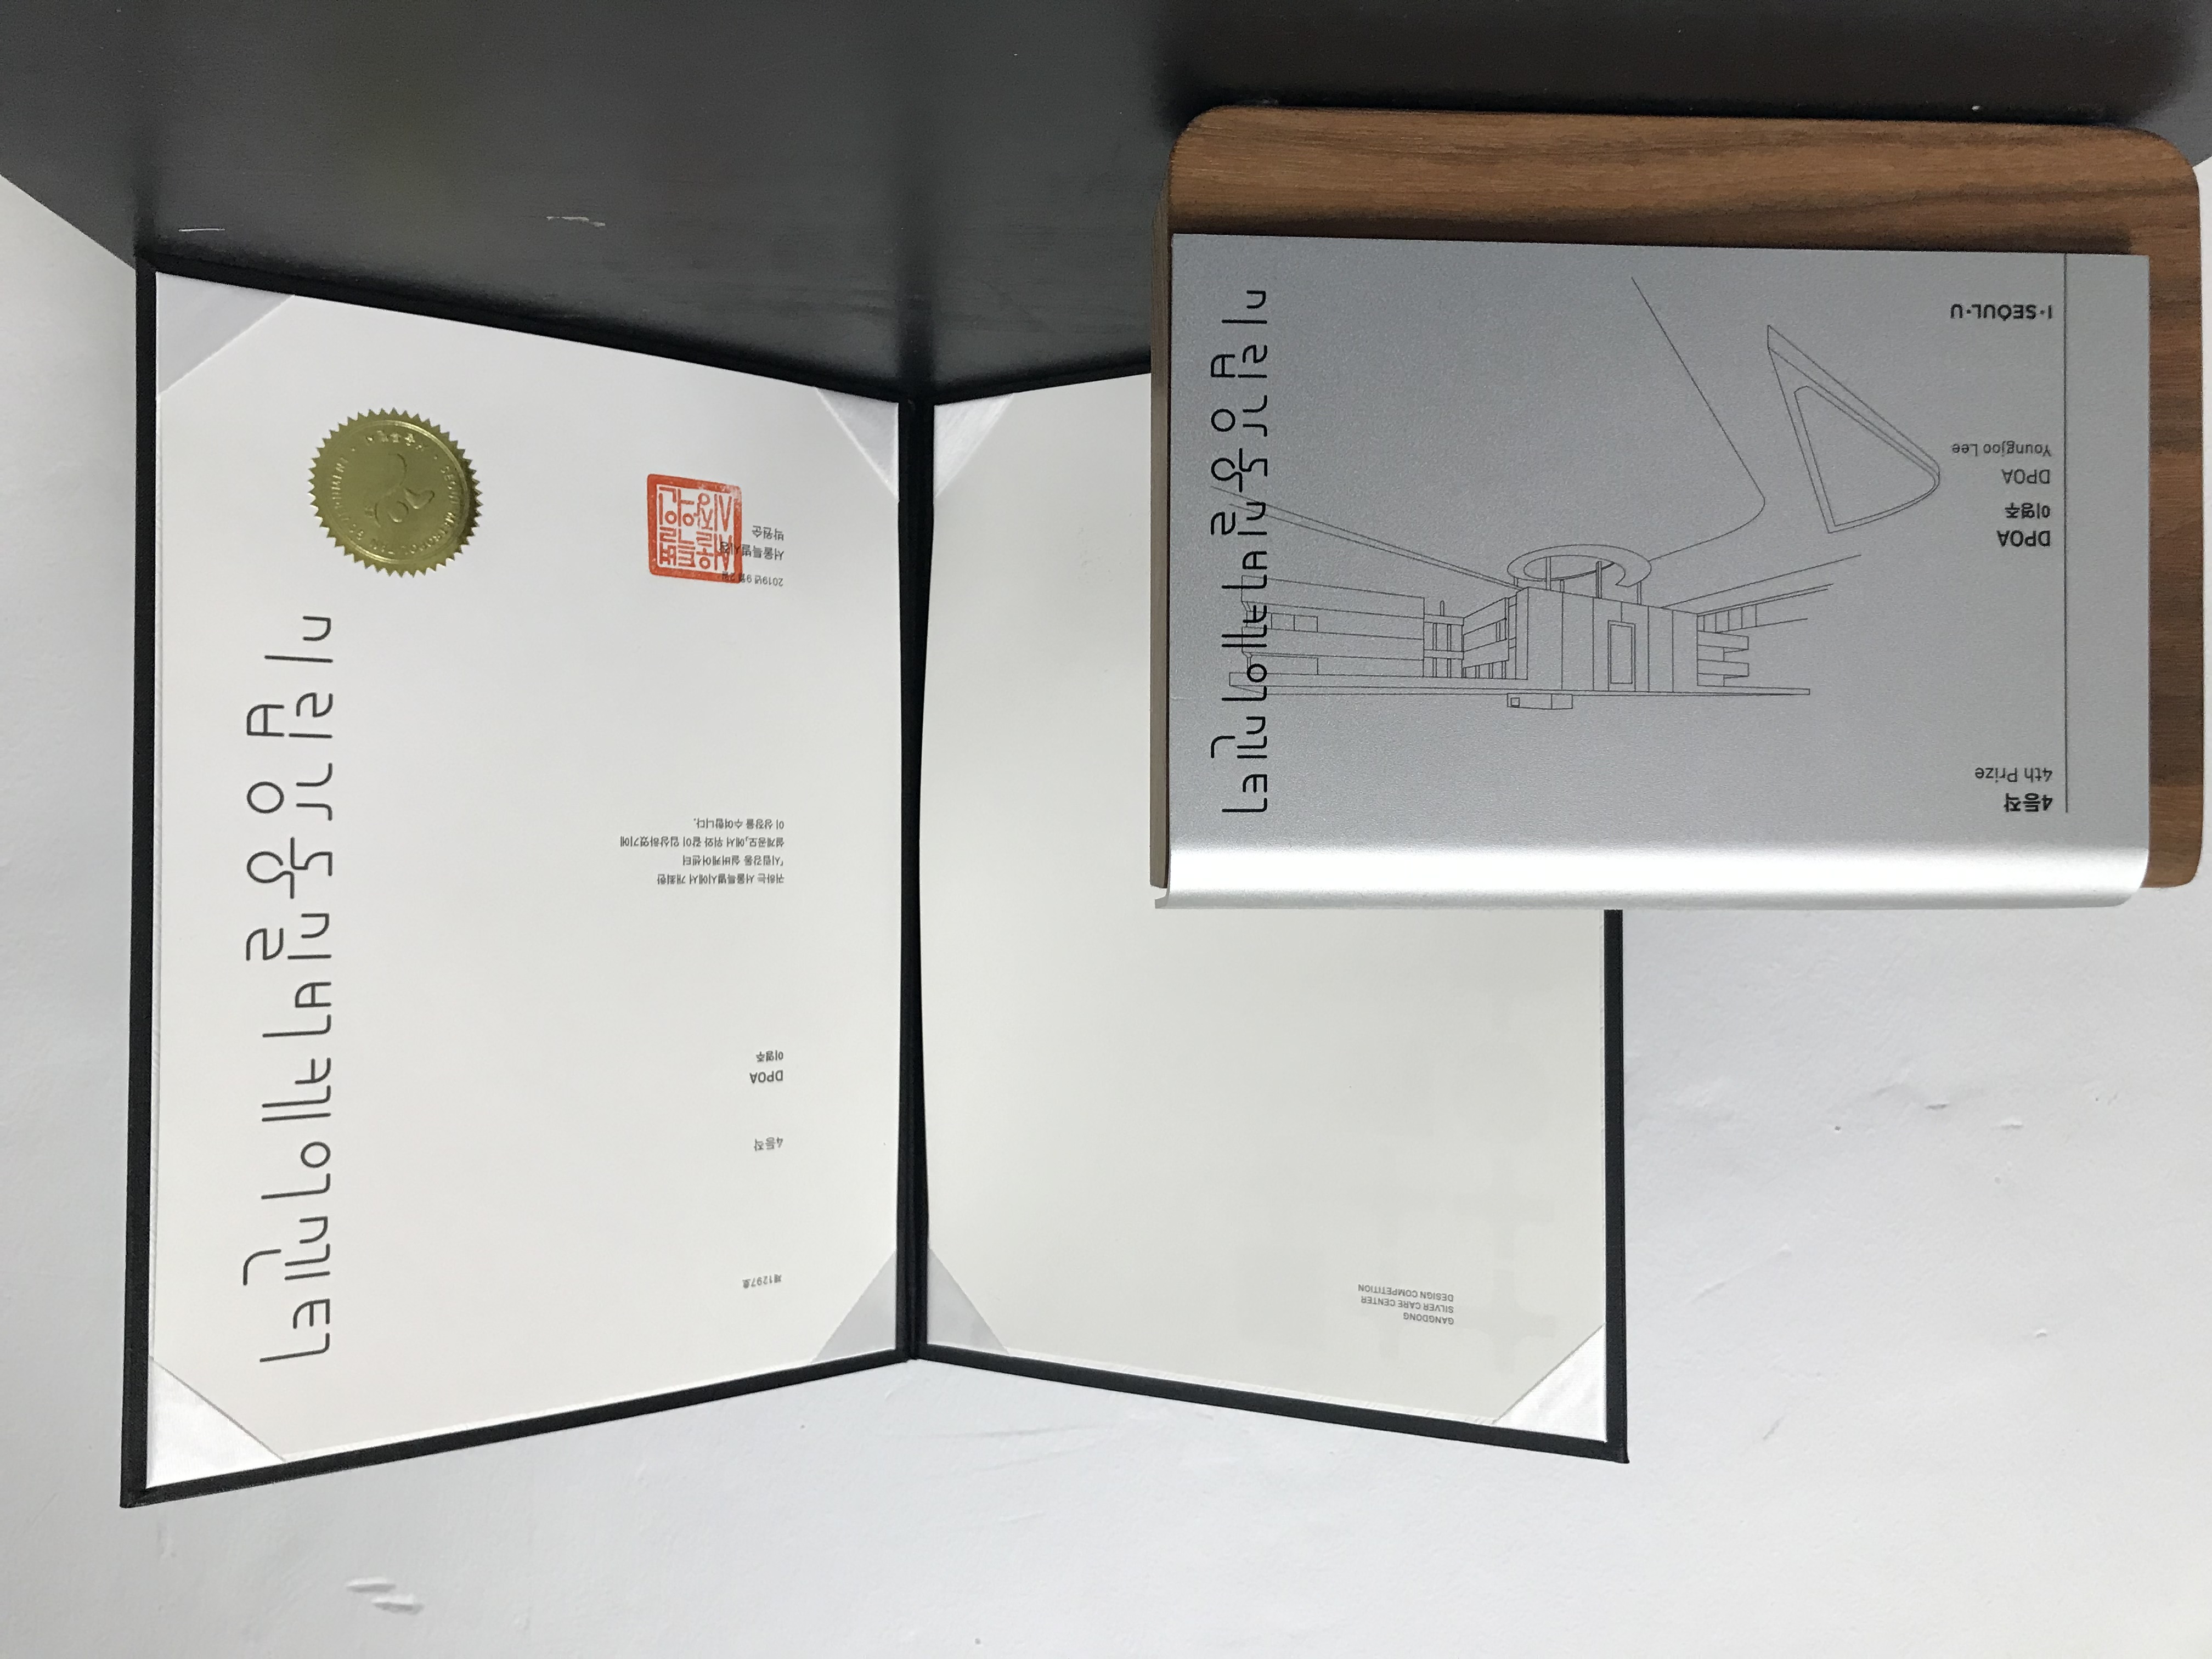 GANGDONG
SILVER CARE CENTER
DESIGN COMPETITION
제1297호
4등작
DPOA
이영주
귀하는 서울특별시에서 개최한
「시립강동 실버케어센터
설계공모」에서 위와 같이 입상하였기에
이 상장을 수여합니다.
2019년 9월
서울특별시장
박원순
서울특별
시장의인
4등작
4th Prize
DPOA
이영주
DPOA
Youngjoo Lee
I·SEOUL·U